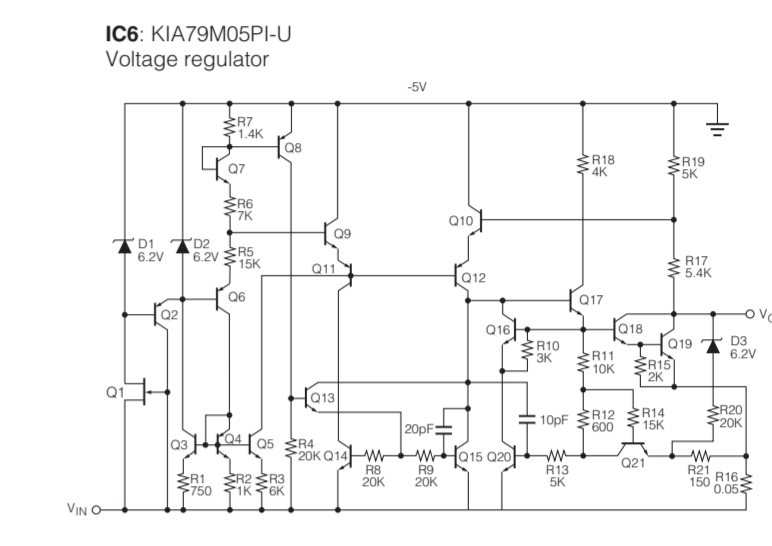 IC6: KIA79M05PI-U
Voltage regulator
-5V
R7
1.4K
Q8
Q7
R6
7K
R18
4K
R19
5K
Q10
Q9
D1
6.2V
D2
6.2V
R5
15K
Q11
Q12
R17
5.4K
Q6
Q2
Q17
Q16
Q18
Q19
VO
D3
6.2V
R10
3K
R11
10K
R15
2K
Q1
Q13
20pF
10pF
R12
600
R14
15K
R20
20K
Q3
Q4
Q5
R4
20K
Q14
R8
20K
R9
20K
Q15
Q20
R13
5K
Q21
R21
150
R16
0.05
R1
750
R2
1K
R3
6K
VIN